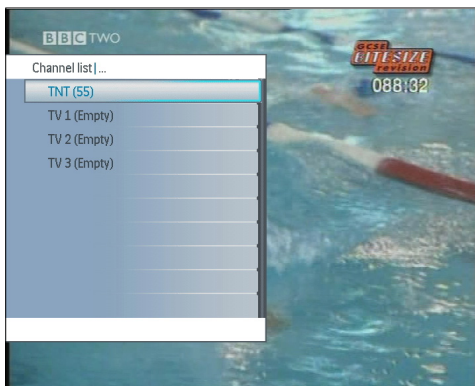 BBC TWO
GCSE
BITESIZE
revision
088:32
Channel list|...
TNT (55)
TV 1 (Empty)
TV 2 (Empty)
TV 3 (Empty)